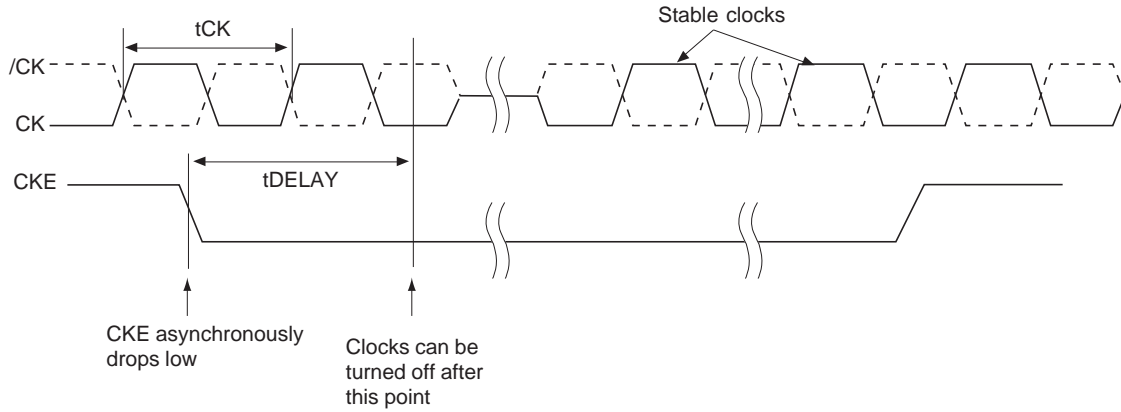 Stable clocks
tCK
/CK
CK
tDELAY
CKE
CKE asynchronously
drops low
Clocks can be
turned off after
this point